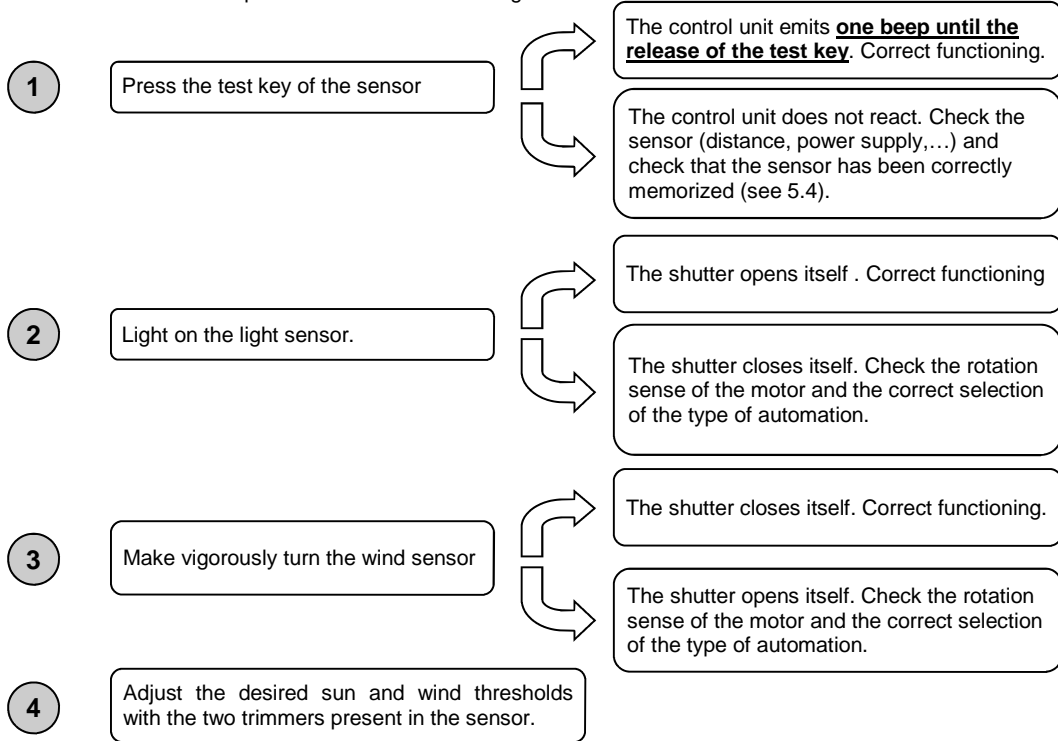 The control unit emits one beep until the
release of the test key. Correct functioning.
1
Press the test key of the sensor
The control unit does not react. Check the
sensor (distance, power supply,…) and
check that the sensor has been correctly
memorized (see 5.4).
The shutter opens itself . Correct functioning
2
Light on the light sensor.
The shutter closes itself. Check the rotation
sense of the motor and the correct selection
of the type of automation.
The shutter closes itself. Correct functioning.
3
Make vigorously turn the wind sensor
The shutter opens itself. Check the rotation
sense of the motor and the correct selection
of the type of automation.
4
Adjust the desired sun and wind thresholds
with the two trimmers present in the sensor.